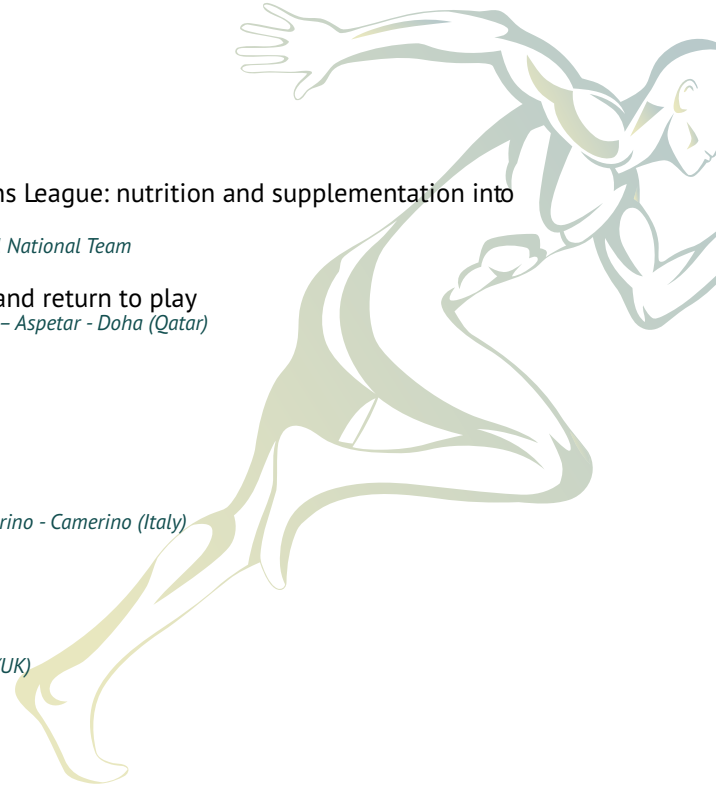 ns League: nutrition and supplementation into
National Team
and return to play
– Aspetar - Doha (Qatar)
rino - Camerino (Italy)
UK)